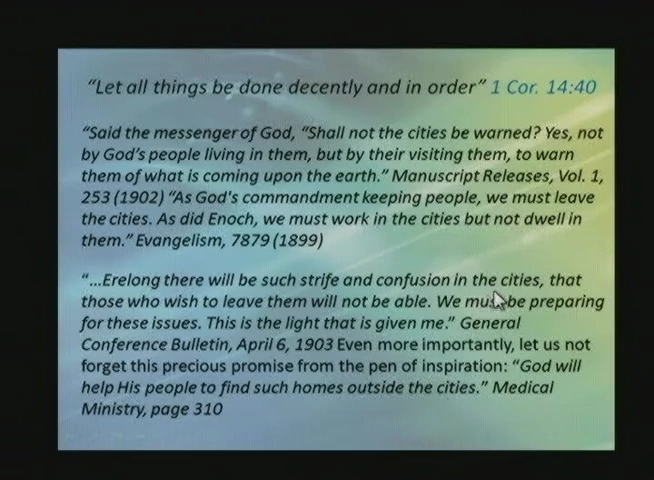 “Let all things be done decently and in order” 1 Cor. 14:40
“Said the messenger of God, “Shall not the cities be warned? Yes, not
by God’s people living in them, but by their visiting them, to warn
them of what is coming upon the earth.” Manuscript Releases, Vol. 1,
253 (1902) “As God's commandment keeping people, we must leave
the cities. As did Enoch, we must work in the cities but not dwell in
them.” Evangelism, 7879 (1899)
“…Erelong there will be such strife and confusion in the cities, that
those who wish to leave them will not be able. We must be preparing
for these issues. This is the light that is given me.” General
Conference Bulletin, April 6, 1903 Even more importantly, let us not
forget this precious promise from the pen of inspiration: “God will
help His people to find such homes outside the cities.” Medical
Ministry, page 310